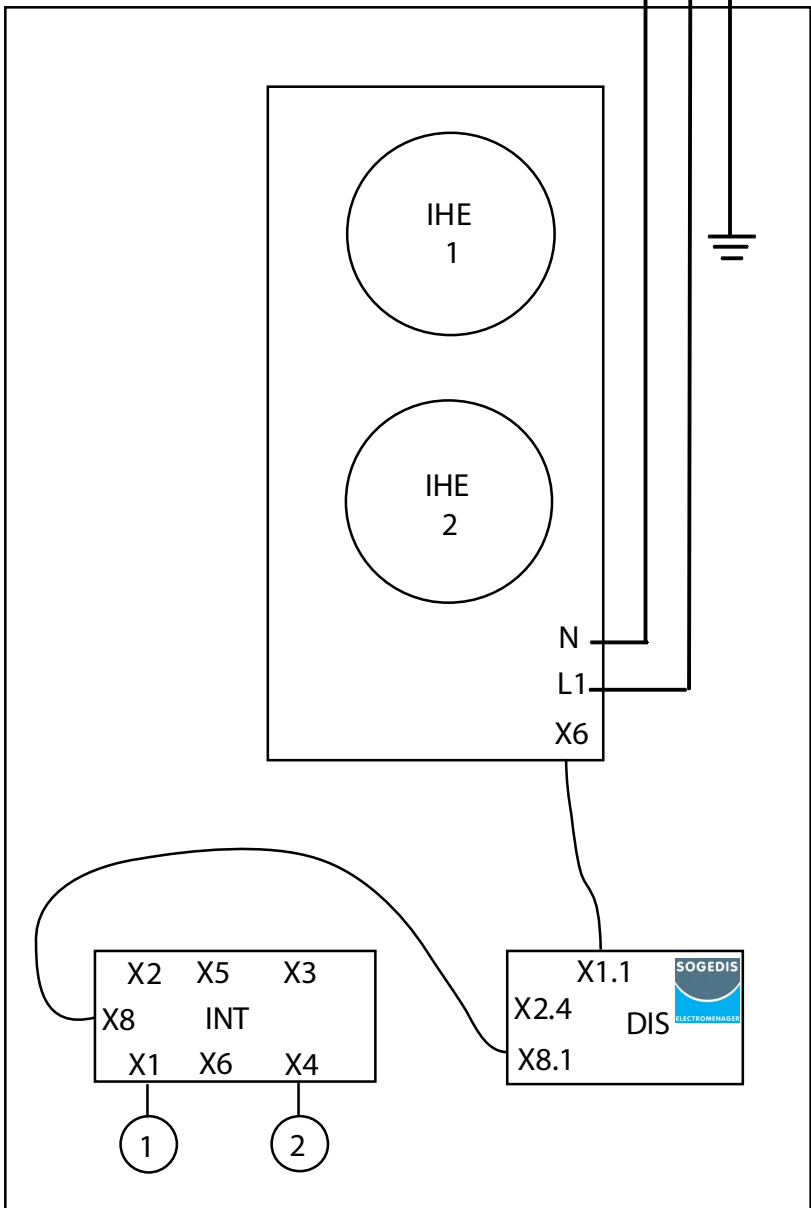 IHE
1
IHE
2
N
L1
X6
X2 X5 X3
X8 INT
X1 X6 X4
1 2
X1.1
X2.4 DIS
X8.1
SOGEDIS
ELECTROMENAGER